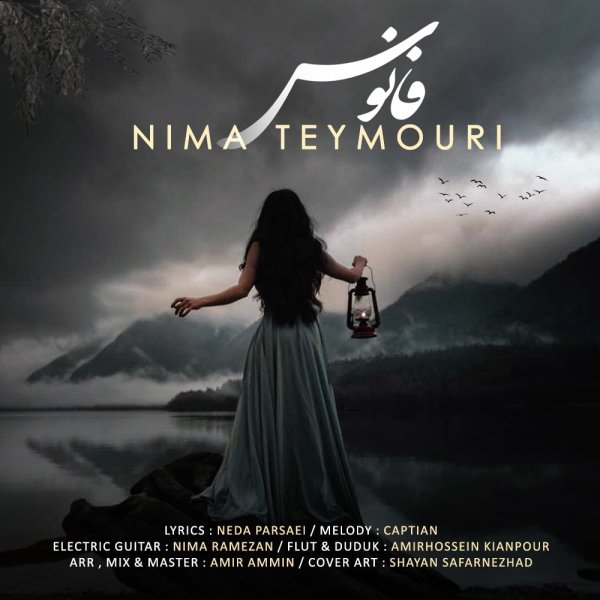 فانوس
NIMA TEYMOURI
LYRICS : NEDA PARSAEI / MELODY : CAPTIAN
ELECTRIC GUITAR : NIMA RAMEZAN / FLUT & DUDUK : AMIRHOSSEIN KIANPOUR
ARR , MIX & MASTER : AMIR AMMIN / COVER ART : SHAYAN SAFARNEZHAD